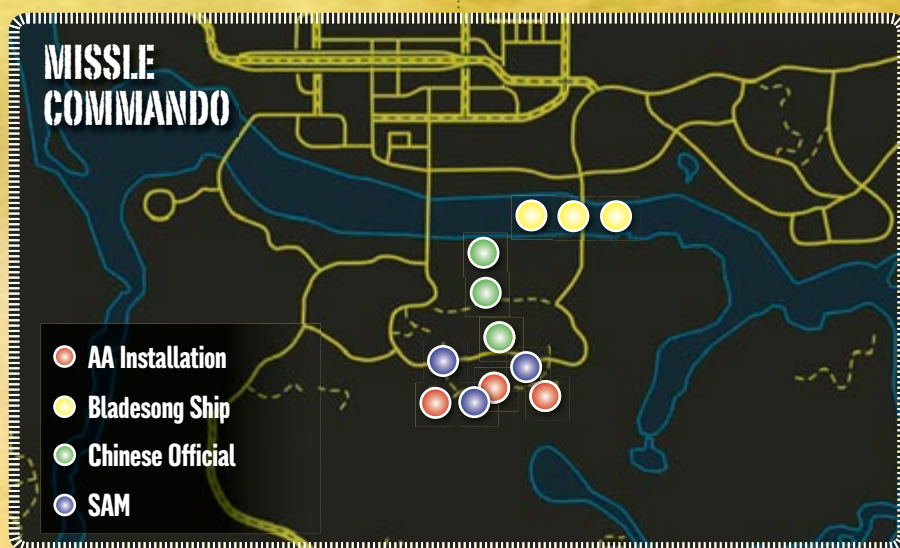 MISSLE
COMMANDO
AA Installation
Bladesong Ship
Chinese Official
SAM